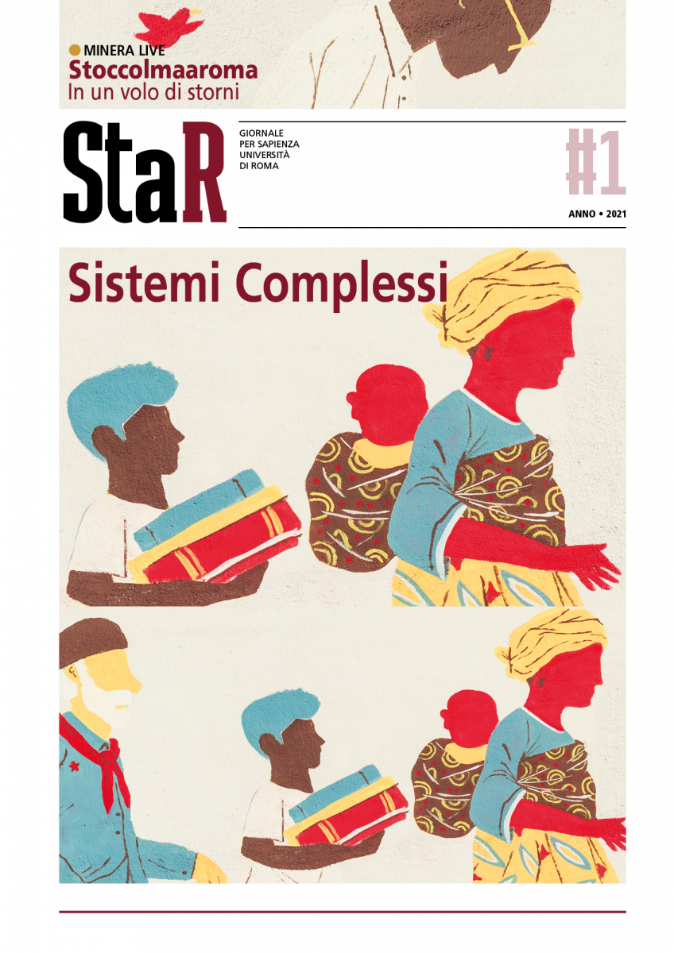 MINERA LIVE
Stoccolmaaroma
In un volo di storni
StaR
GIORNALE
PER SAPIENZA
UNIVERSITÀ
DI ROMA
#1
ANNO • 2021
Sistemi Complessi